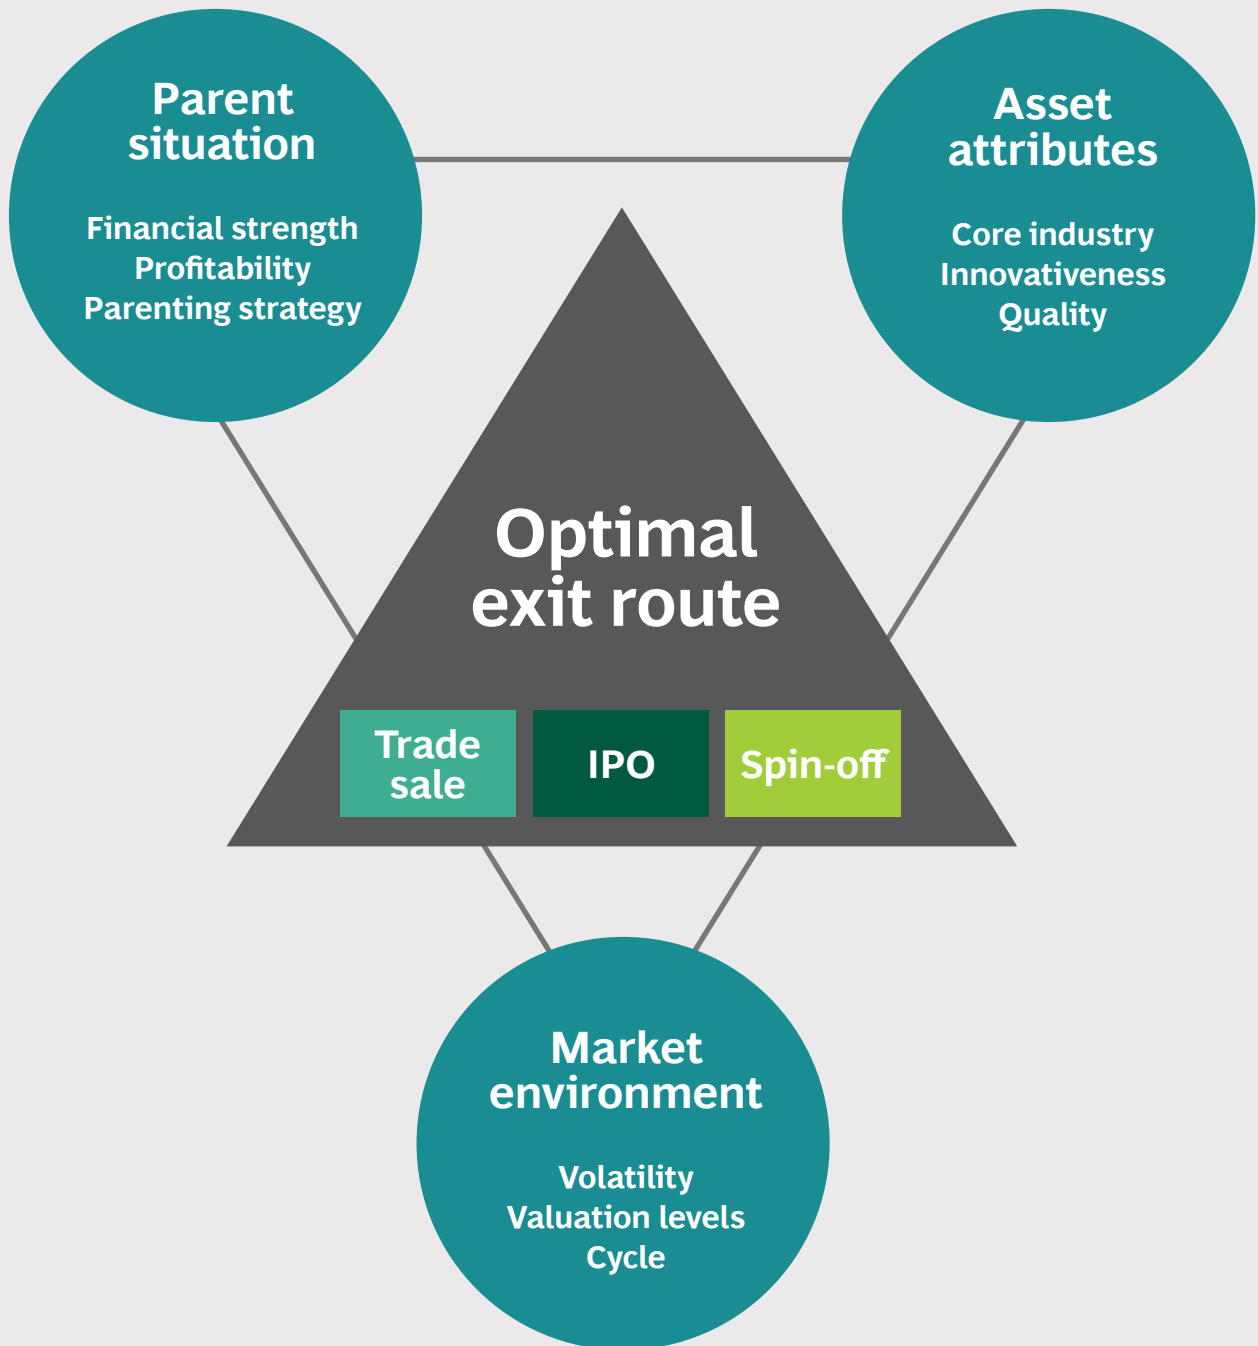 Parent
situation
Financial strength
Profitability
Parenting strategy
Asset
attributes
Core industry
Innovativeness
Quality
Optimal
exit route
Trade
sale
IPO
Spin-off
Market
environment
Volatility
Valuation levels
Cycle